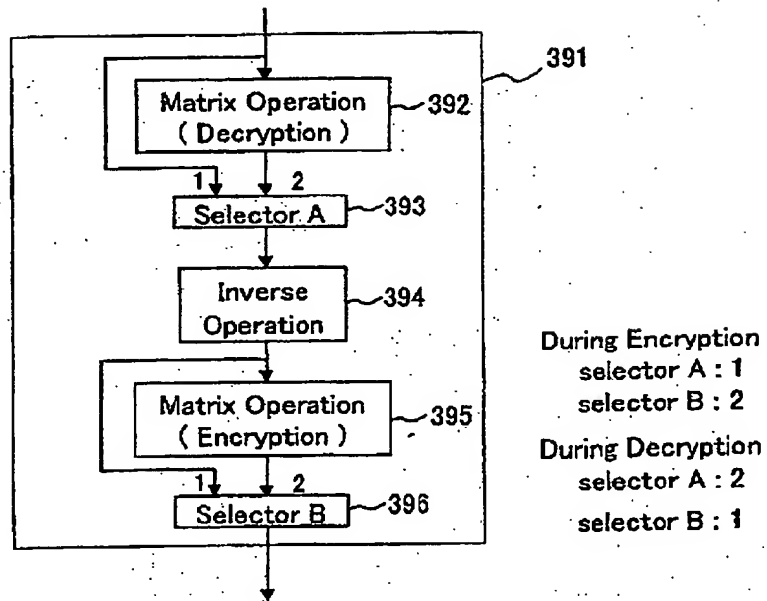 391
Matrix Operation
( Decryption )
392
1
2
Selector A
393
Inverse
Operation
394
Matrix Operation
( Encryption )
395
1
2
Selector B
396
During Encryption
selector A : 1
selector B : 2
During Decryption
selector A : 2
selector B : 1